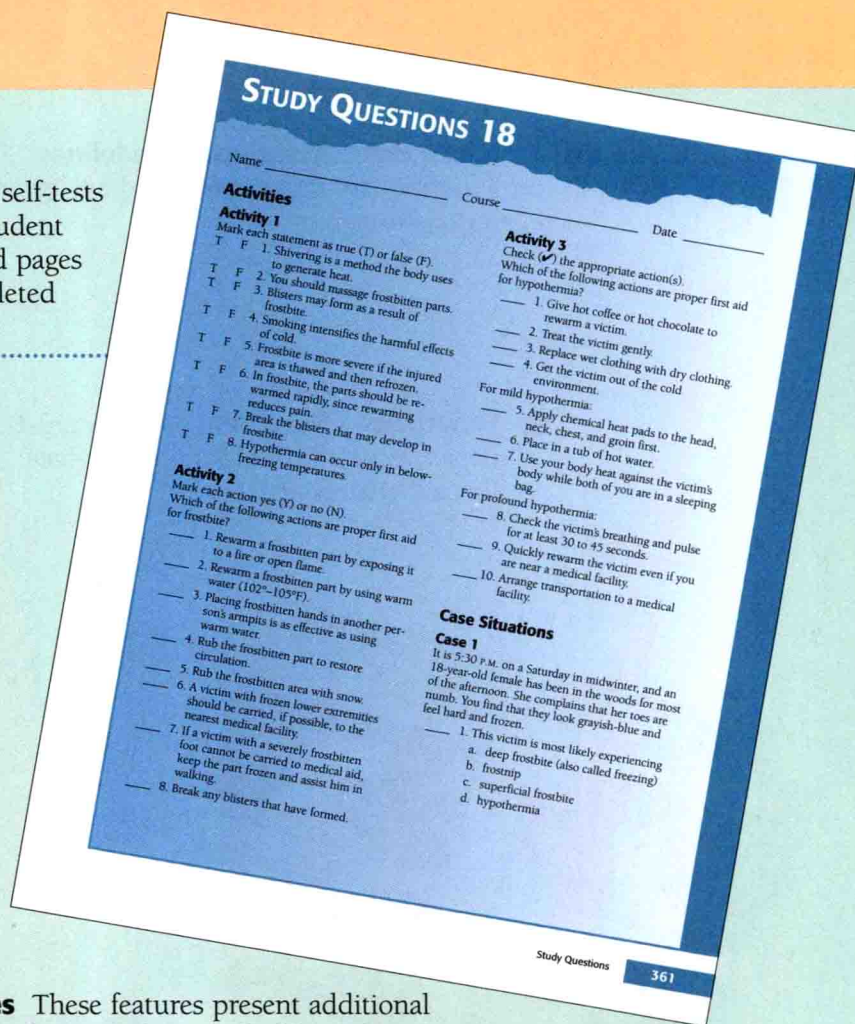 self-tests
udent
d pages
leted
STUDY QUESTIONS 18
Name
Course
Date
Activities
Activity 1
Mark each statement as true (T) or false (F).
T F 1. Shivering is a method the body uses
to generate heat.
T F 2. You should massage frostbitten parts.
T F 3. Blisters may form as a result of
frostbite.
T F 4. Smoking intensifies the harmful effects
of cold.
T F 5. Frostbite is more severe if the injured
area is thawed and then refrozen.
T F 6. In frostbite, the parts should be re-
warmed rapidly, since rewarming
reduces pain.
T F 7. Break the blisters that may develop in
frostbite.
T F 8. Hypothermia can occur only in below-
freezing temperatures.
Activity 2
Mark each action yes (Y) or no (N).
Which of the following actions are proper first aid
for frostbite?
1. Rewarm a frostbitten part by exposing it
to a fire or open flame.
2. Rewarm a frostbitten part by using warm
water (102°–105°F).
3. Placing frostbitten hands in another per-
son's armpits is as effective as using
warm water.
4. Rub the frostbitten part to restore
circulation.
5. Rub the frostbitten area with snow.
6. A victim with frozen lower extremities
should be carried, if possible, to the
nearest medical facility.
7. If a victim with a severely frostbitten
foot cannot be carried to medical aid,
keep the part frozen and assist him in
walking.
8. Break any blisters that have formed.
Activity 3
Check (✔) the appropriate action(s).
Which of the following actions are proper first aid
for hypothermia?
1. Give hot coffee or hot chocolate to
rewarm a victim.
2. Treat the victim gently.
3. Replace wet clothing with dry clothing.
4. Get the victim out of the cold
environment.
For mild hypothermia:
5. Apply chemical heat pads to the head,
neck, chest, and groin first.
6. Place in a tub of hot water.
7. Use your body heat against the victim's
body while both of you are in a sleeping
bag.
For profound hypothermia:
8. Check the victim's breathing and pulse
for at least 30 to 45 seconds.
9. Quickly rewarm the victim even if you
are near a medical facility.
10. Arrange transportation to a medical
facility.
Case Situations
Case 1
It is 5:30 P.M. on a Saturday in midwinter, and an
18-year-old female has been in the woods for most
of the afternoon. She complains that her toes are
numb. You find that they look grayish-blue and
feel hard and frozen.
1. This victim is most likely experiencing
a. deep frostbite (also called freezing)
b. frostnip
c. superficial frostbite
d. hypothermia
Study Questions 361
es These features present additional